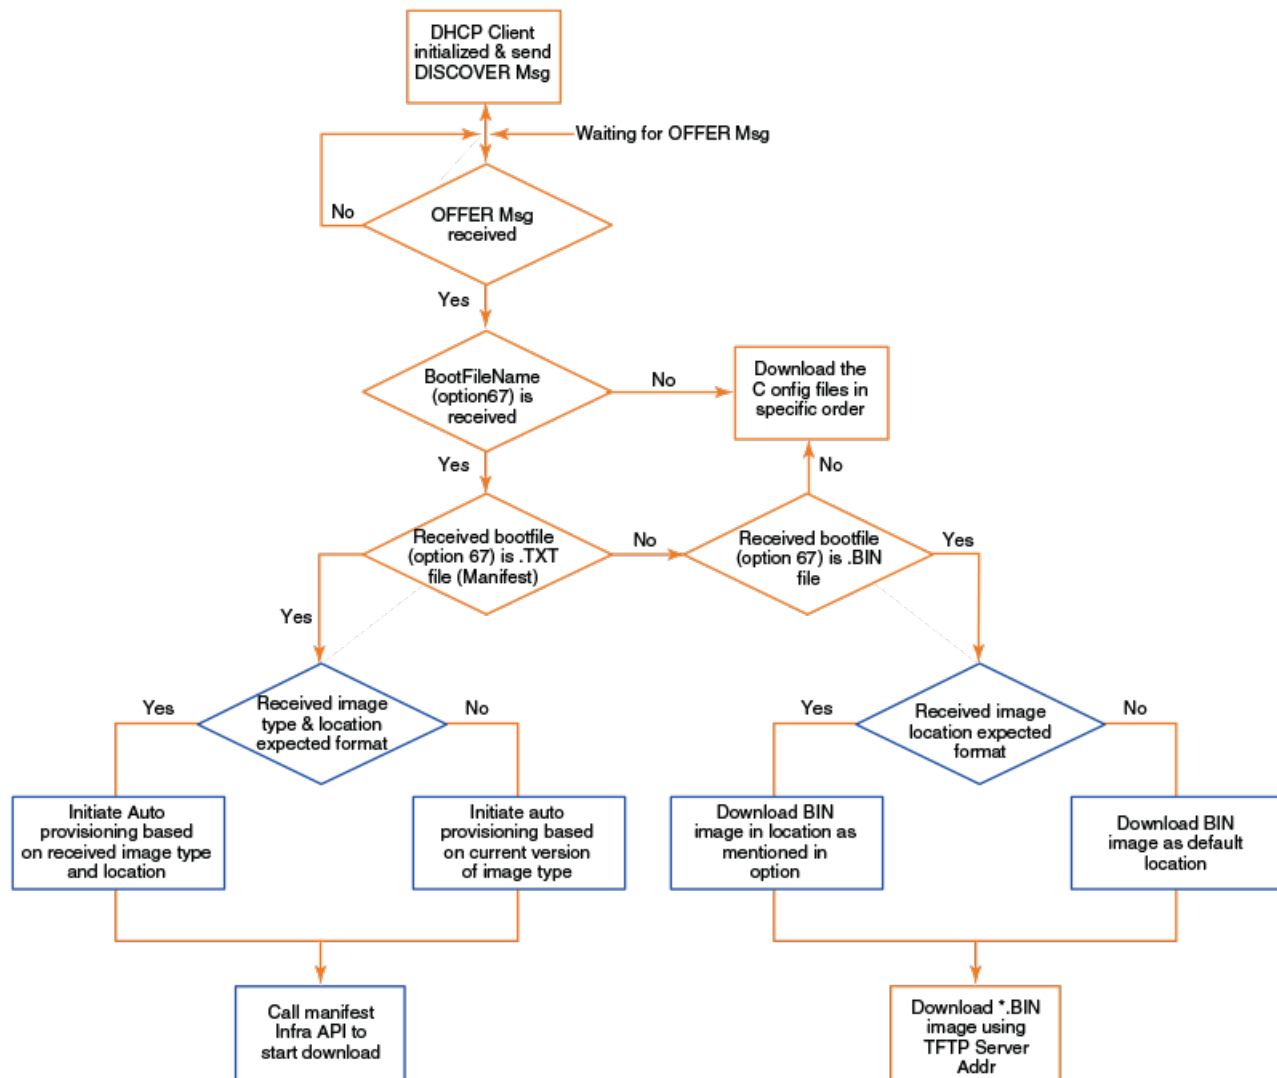 DHCP Client
initialized & send
DISCOVER Msg
Waiting for OFFER Msg
No
OFFER Msg
received
Yes
BootFileName
(option67) is
received
No
Download the
C onfig files in
specific order
Yes
No
Received bootfile
(option 67) is .TXT
file (Manifest)
No
Received bootfile
(option 67) is .BIN
file
Yes
Yes
Yes
Received image
type & location
expected format
No
Yes
Received image
location expected
format
No
Initiate Auto
provisioning based
on received image type
and location
Initiate auto
provisioning based
on current version
of image type
Download BIN
image in location as
mentioned in
option
Download BIN
image as default
location
Call manifest
Infra API to
start download
Download *.BIN
image using
TFTP Server
Addr